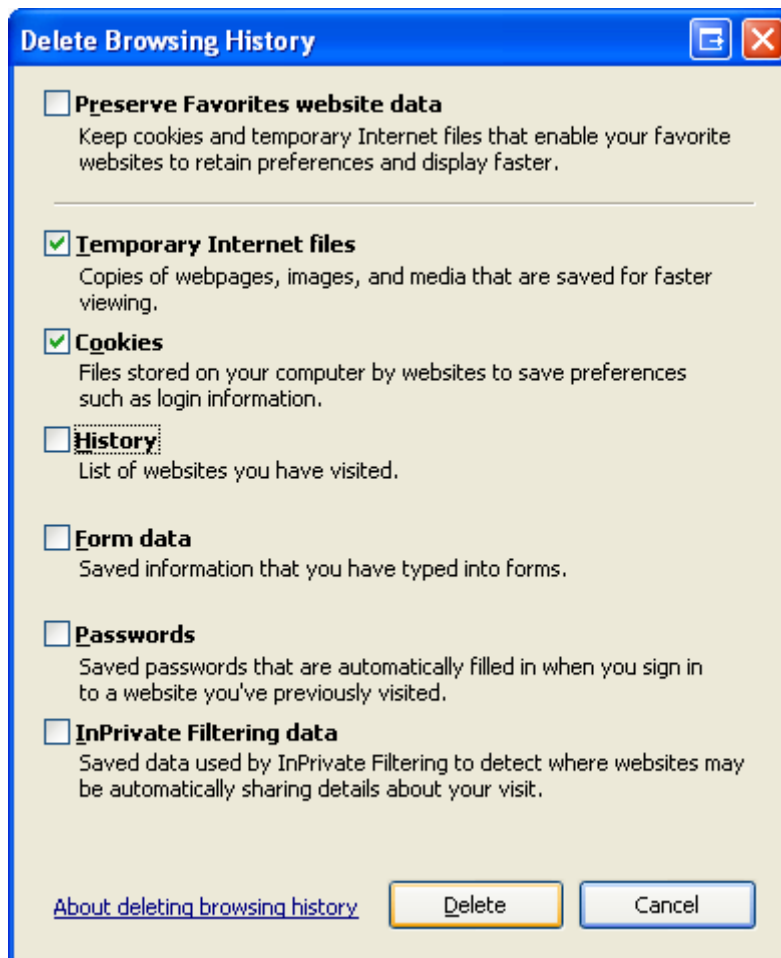 Delete Browsing History
Preserve Favorites website data
Keep cookies and temporary Internet files that enable your favorite
websites to retain preferences and display faster.
Temporary Internet files
Copies of webpages, images, and media that are saved for faster
viewing.
Cookies
Files stored on your computer by websites to save preferences
such as login information.
History
List of websites you have visited.
Form data
Saved information that you have typed into forms.
Passwords
Saved passwords that are automatically filled in when you sign in
to a website you've previously visited.
InPrivate Filtering data
Saved data used by InPrivate Filtering to detect where websites may
be automatically sharing details about your visit.
About deleting browsing history Delete Cancel